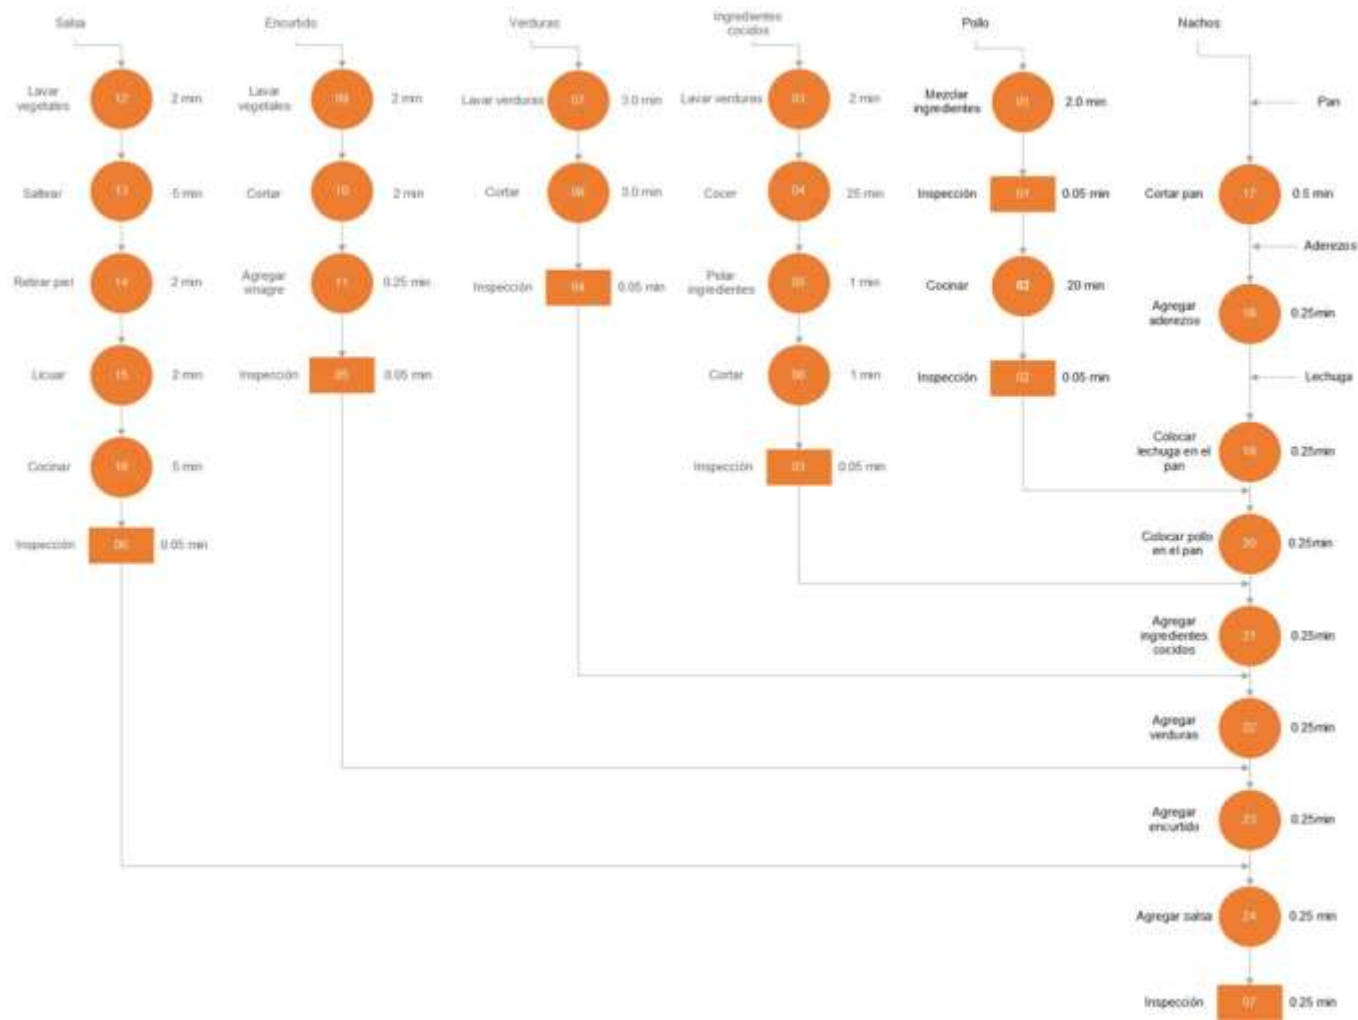 Salsa
Encurtido
Verduras
Ingredientes
cocidos
Pollo
Nachos
Lavar
vegetales
12
2 min
Lavar
vegetales
09
2 min
Lavar verduras
07
3.0 min
Lavar verduras
03
2 min
Mezclar
ingredientes
01
2.0 min
Pan
Saltear
13
5 min
Cortar
10
2 min
Cortar
08
3.0 min
Cocer
04
25 min
Inspección
01
0.05 min
Cortar pan
17
0.5 min
Aderezos
Retirar piel
14
2 min
Agregar
vinagre
11
0.25 min
Inspección
04
0.05 min
Pelar
ingredientes
05
1 min
Cocinar
02
20 min
Agregar
aderezos
18
0.25min
Licuar
15
2 min
Inspección
05
0.05 min
Cortar
06
1 min
Inspección
02
0.05 min
Lechuga
Cocinar
16
5 min
Inspección
03
0.05 min
Colocar
lechuga en el
pan
19
0.25min
Inspección
06
0.05 min
Colocar pollo
en el pan
20
0.25min
Agregar
ingredientes
cocidos
21
0.25min
Agregar
verduras
22
0.25min
Agregar
encurtido
23
0.25min
Agregar salsa
24
0.25 min
Inspección
07
0.25 min